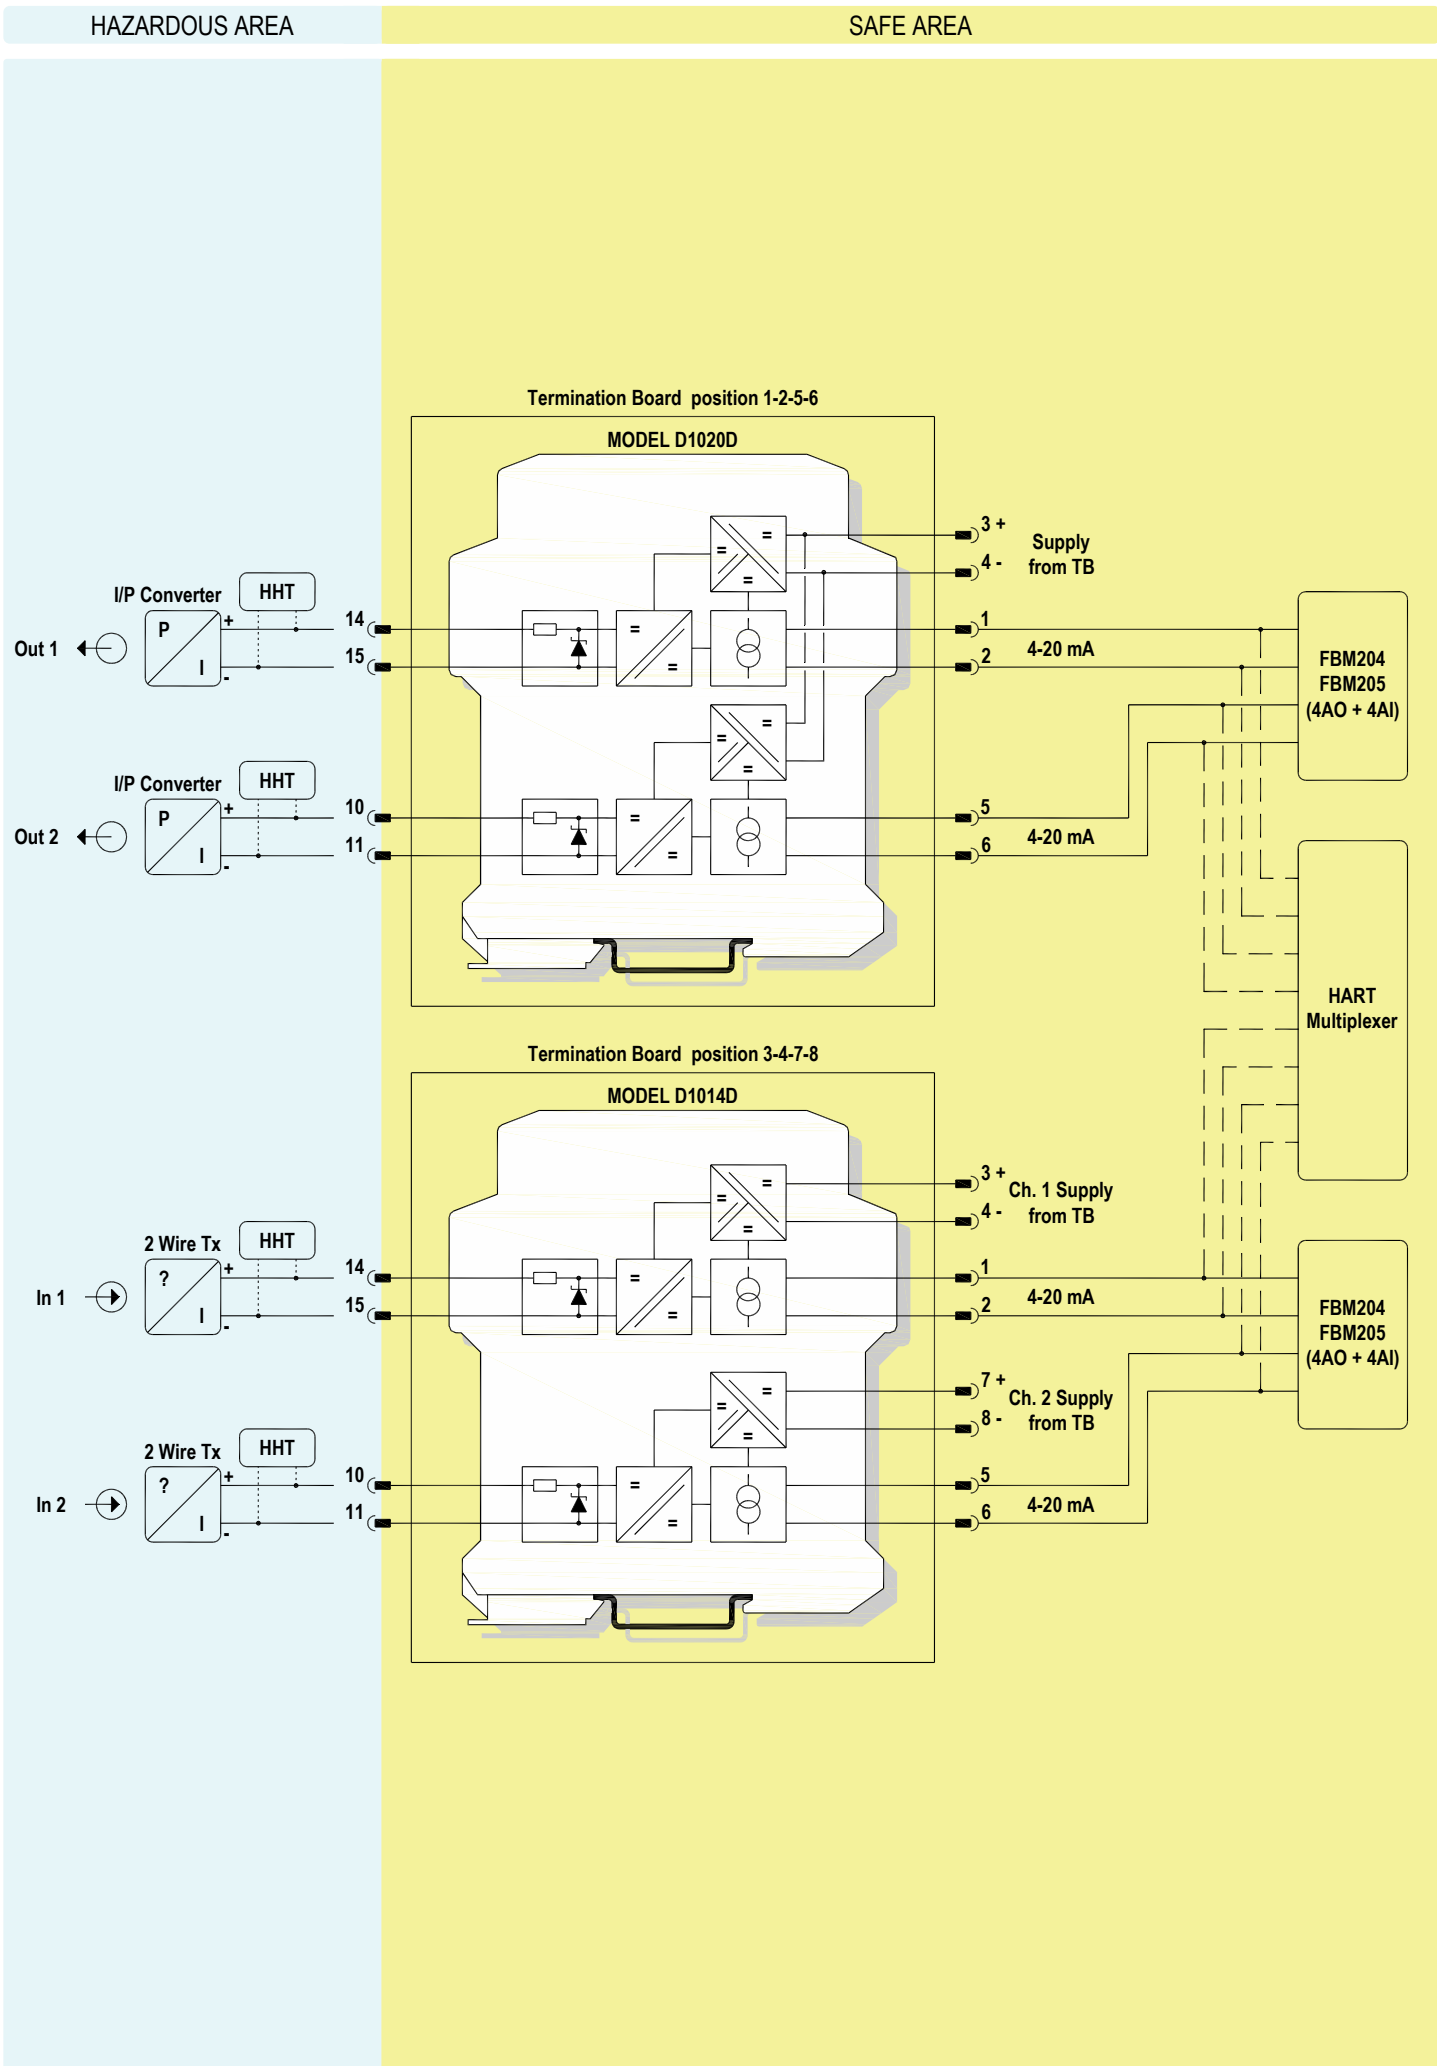 HAZARDOUS AREA
SAFE AREA
Termination Board position 1-2-5-6
MODEL D1020D
= = =
3 +
4 -
Supply
from TB
I/P Converter
HHT
Out 1
P
I
+
-
14
15
= =
1
2
4-20 mA
FBM204
FBM205
(4AO + 4AI)
= = =
I/P Converter
HHT
Out 2
P
I
+
-
10
11
= =
5
6
4-20 mA
HART
Multiplexer
Termination Board position 3-4-7-8
MODEL D1014D
= = =
3 +
4 -
Ch. 1 Supply
from TB
2 Wire Tx
HHT
In 1
?
I
+
-
14
15
= =
1
2
4-20 mA
FBM204
FBM205
(4AO + 4AI)
= = =
7 +
8 -
Ch. 2 Supply
from TB
2 Wire Tx
HHT
In 2
?
I
+
-
10
11
= =
5
6
4-20 mA